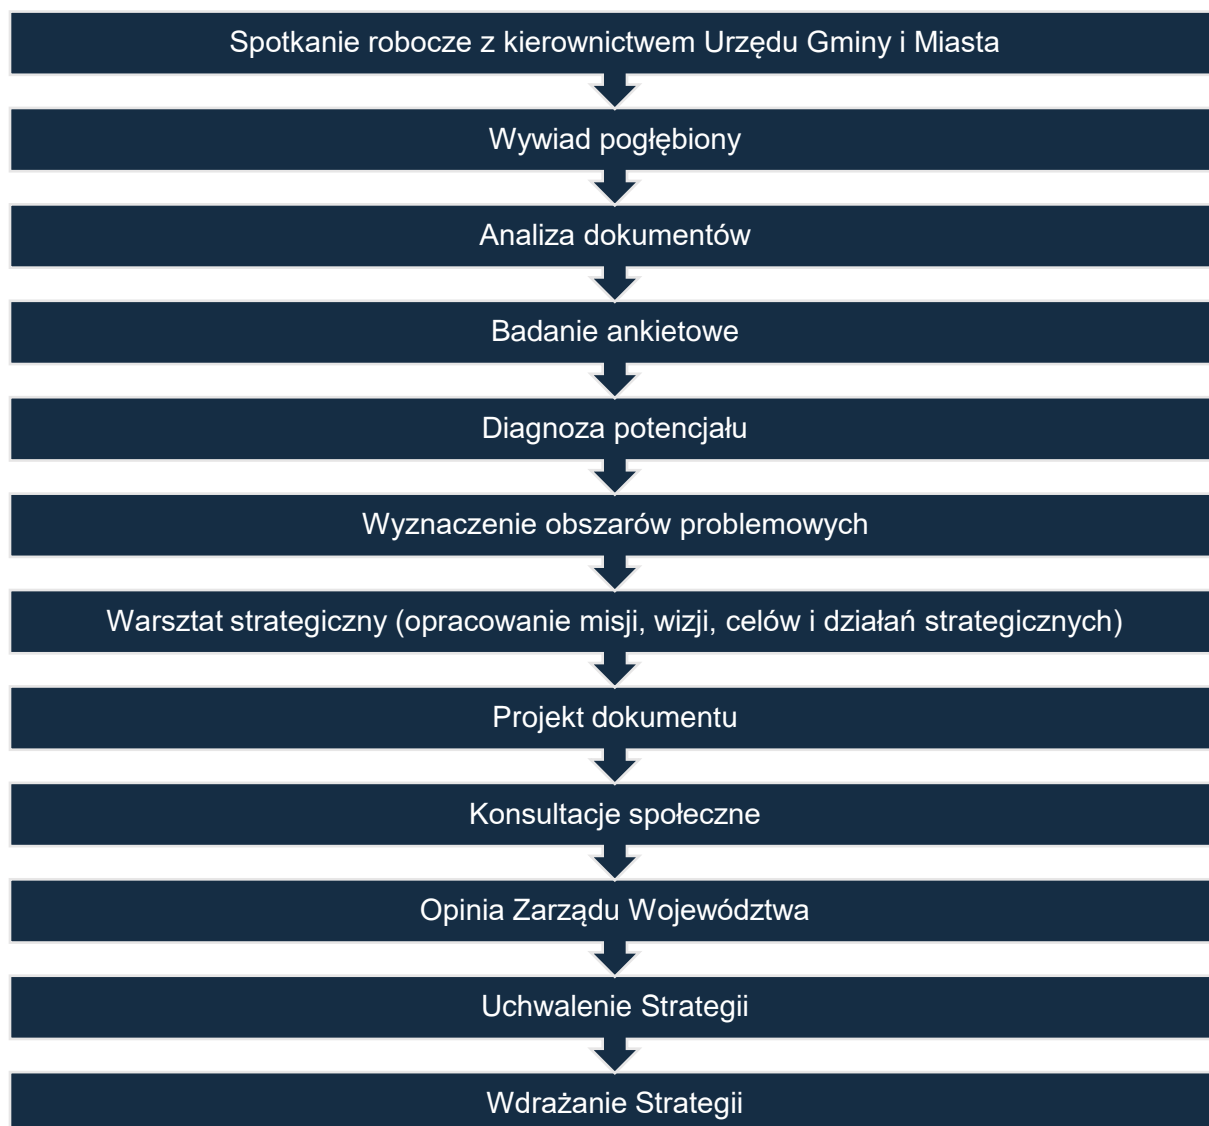 Spotkanie robocze z kierownictwem Urzędu Gminy i Miasta
Wywiad pogłębiony
Analiza dokumentów
Badanie ankietowe
Diagnoza potencjału
Wyznaczenie obszarów problemowych
Warsztat strategiczny (opracowanie misji, wizji, celów i działań strategicznych)
Projekt dokumentu
Konsultacje społeczne
Opinia Zarządu Województwa
Uchwalenie Strategii
Wdrażanie Strategii